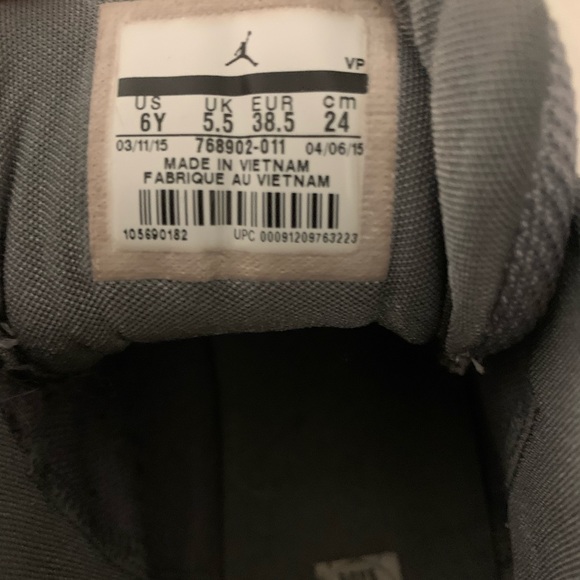 VP
US UK EUR cm
6Y 5.5 38.5 24
03/11/15 768902-011 04/06/15
MADE IN VIETNAM
FABRIQUE AU VIETNAM
105690182 UPC 00091209763223